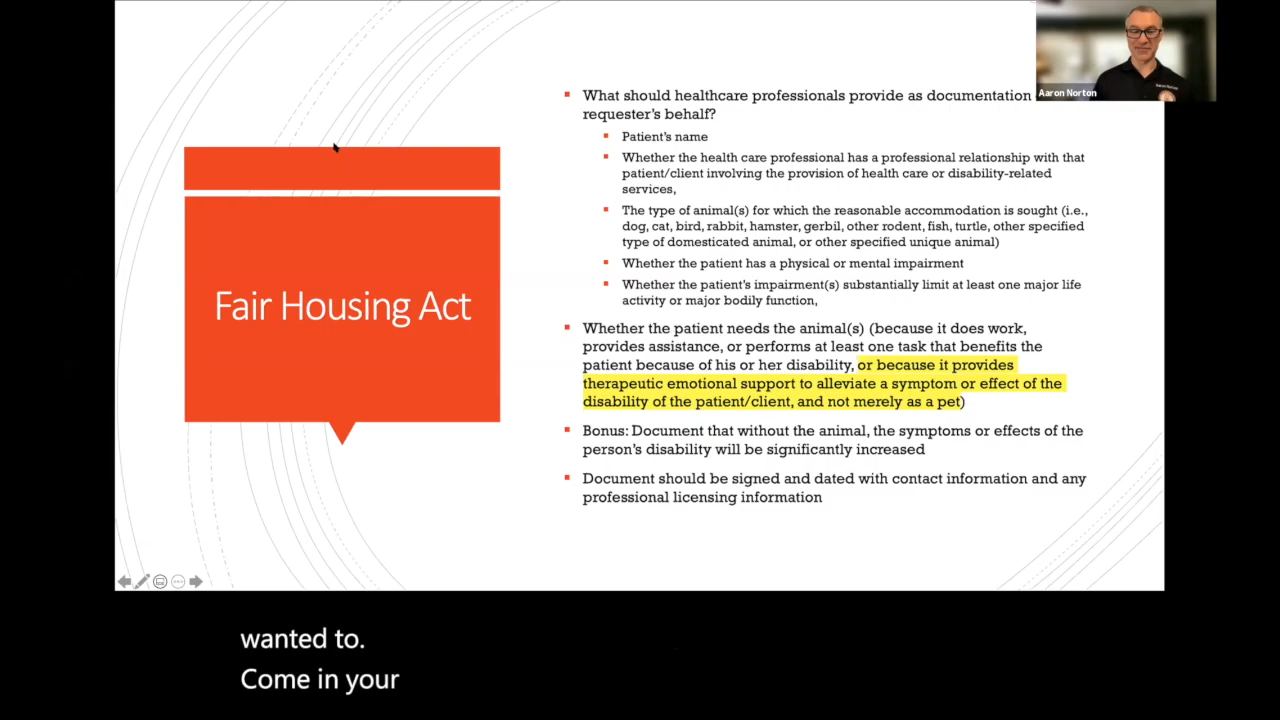 What should healthcare professionals provide as documentation
requester's behalf?
Patient's name
Whether the health care professional has a professional relationship with that
patient/client involving the provision of health care or disability-related
services,
The type of animal(s) for which the reasonable accommodation is sought (i.e.,
dog, cat, bird, rabbit, hamster, gerbil, other rodent, fish, turtle, other specified
type of domesticated animal, or other specified unique animal)
Whether the patient has a physical or mental impairment
Whether the patient's impairment(s) substantially limit at least one major life
activity or major bodily function,
Whether the patient needs the animal(s) (because it does work,
provides assistance, or performs at least one task that benefits the
patient because of his or her disability, or because it provides
therapeutic emotional support to alleviate a symptom or effect of the
disability of the patient/client, and not merely as a pet)
Bonus: Document that without the animal, the symptoms or effects of the
person's disability will be significantly increased
Document should be signed and dated with contact information and any
professional licensing information
Fair Housing Act
Aaron Norton
Aaron Norton
wanted to.
Come in your